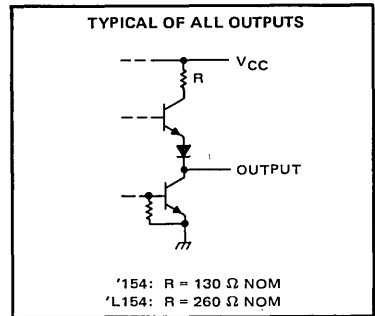 TYPICAL OF ALL OUTPUTS
VCC
R
OUTPUT
'154: R = 130 Ω NOM
'L154: R = 260 Ω NOM